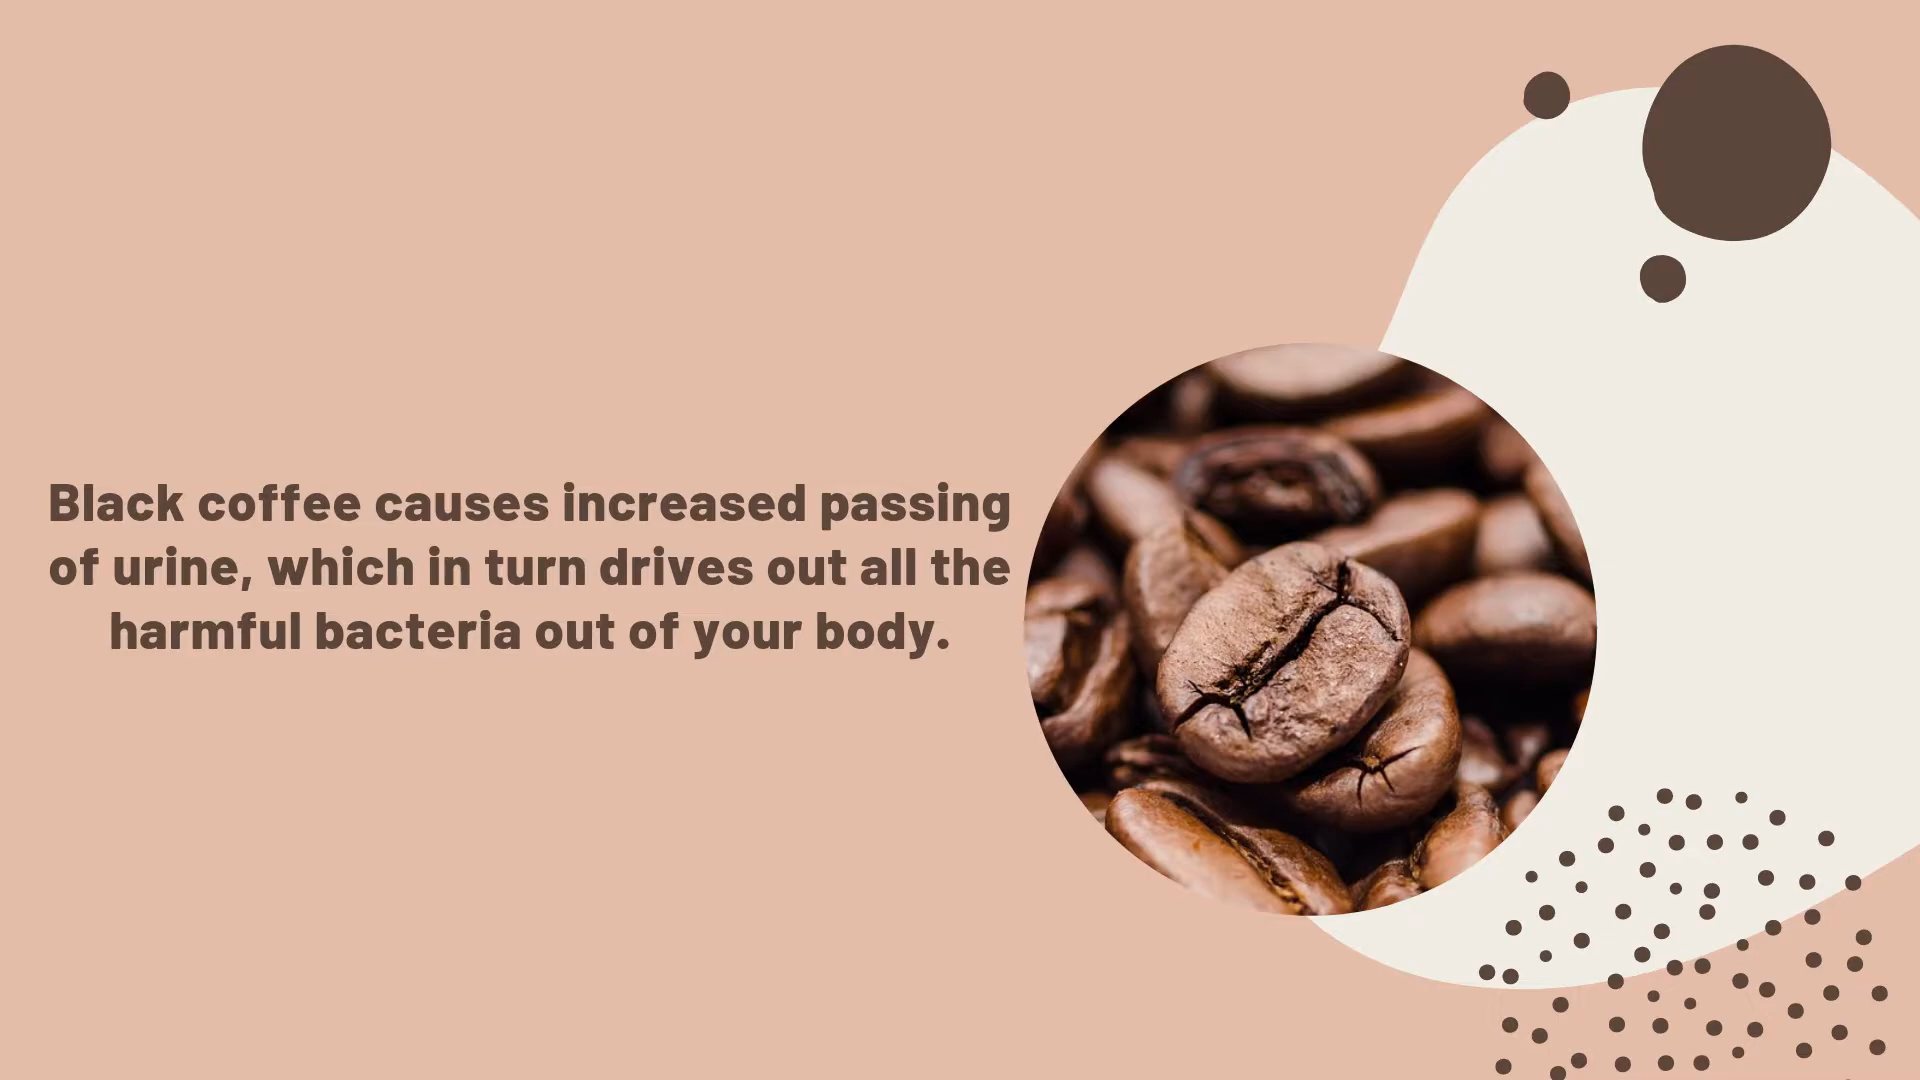 Black coffee causes increased passing
of urine, which in turn drives out all the
harmful bacteria out of your body.